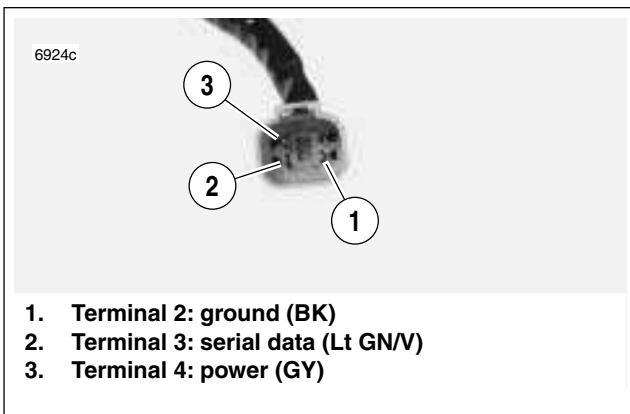 6924c
3
2
1
1. Terminal 2: ground (BK)
2. Terminal 3: serial data (Lt GN/V)
3. Terminal 4: power (GY)